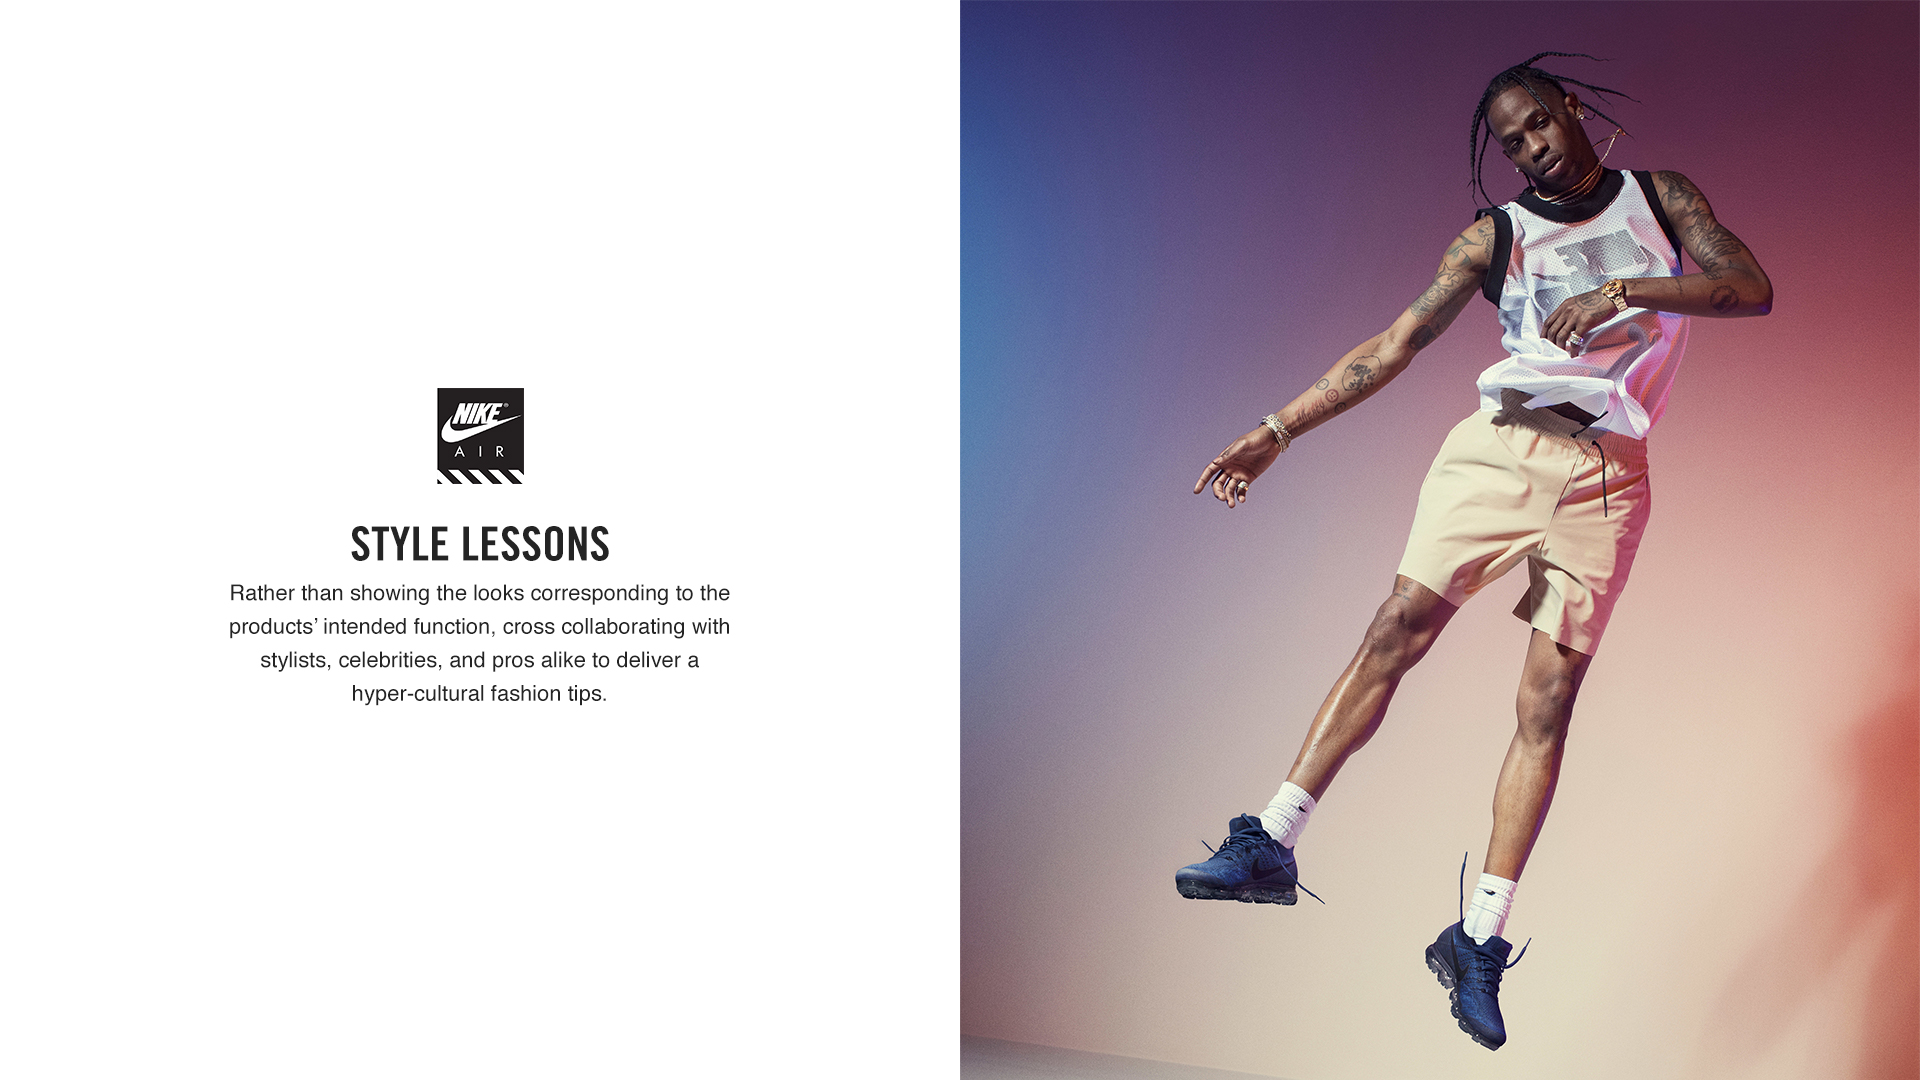 NIKE®
AIR
STYLE LESSONS
Rather than showing the looks corresponding to the
products’ intended function, cross collaborating with
stylists, celebrities, and pros alike to deliver a
hyper-cultural fashion tips.